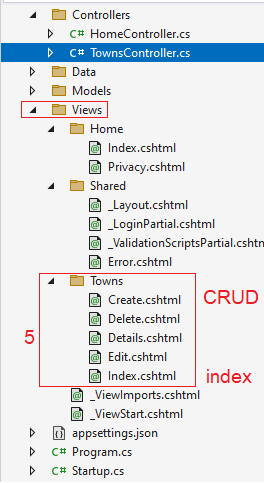 Controllers
C# HomeController.cs
C# TownsController.cs
Data
Models
Views
Home
Index.cshtml
Privacy.cshtml
Shared
_Layout.cshtml
_LoginPartial.cshtml
_ValidationScriptsPartial.cshtm
Error.cshtml
Towns
Create.cshtml CRUD
Delete.cshtml
5 Details.cshtml
Edit.cshtml
Index.cshtml index
_ViewImports.cshtml
_ViewStart.cshtml
appsettings.json
C# Program.cs
C# Startup.cs